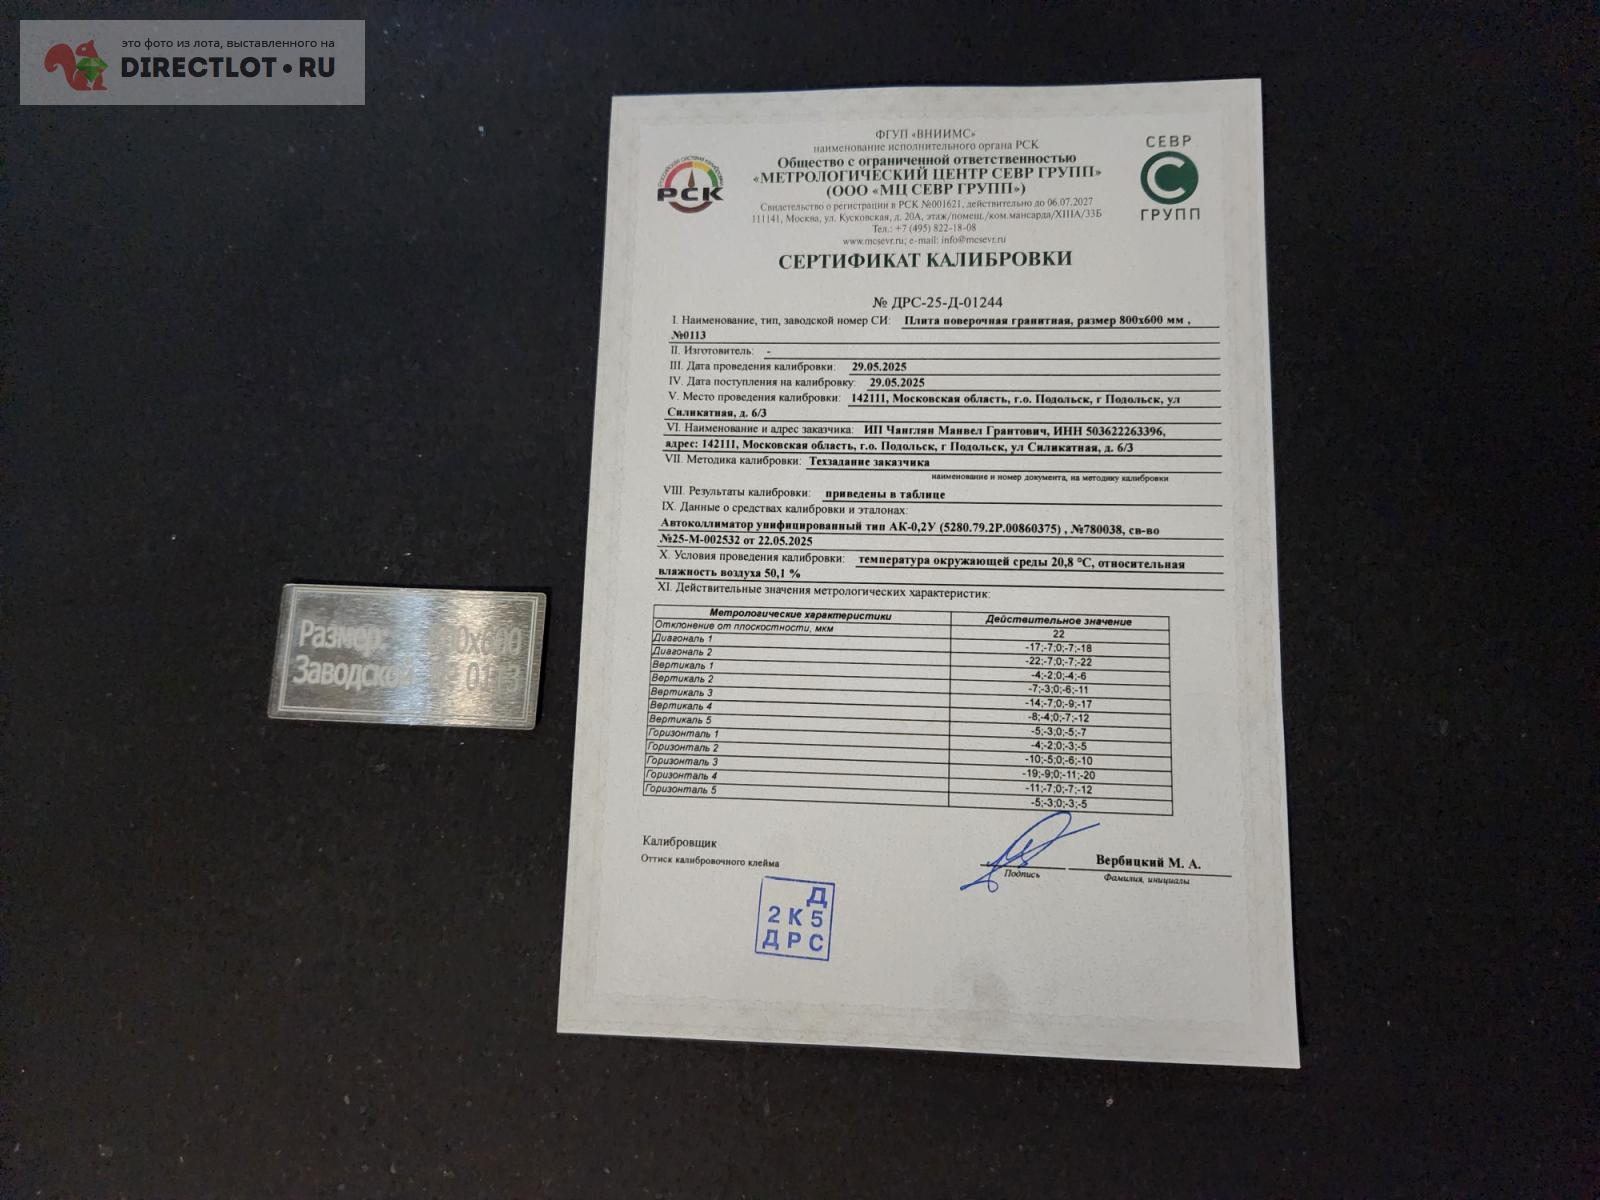 это фото из лота, выставленного на
DIRECTLOT•RU
ФГУП «ВНИИМС»
наименование исполнительного органа РСК
Общество с ограниченной ответственностью
«МЕТРОЛОГИЧЕСКИЙ ЦЕНТР СЕВР ГРУПП»
(ООО «МЦ СЕВР ГРУПП»)
Свидетельство о регистрации в РСК №001621, действительно до 06.07.2027
111141, Москва, ул. Кусковская, д. 20А, этаж/помещ./ком.мансарда/XIIIА/33Б
Тел.: +7 (495) 822-18-08
www.mcsevr.ru; e-mail: info@mcsevr.ru
РОССИЙСКАЯ СИСТЕМА КАЛИБРОВКИ
РСК
СЕВР
ГРУПП
СЕРТИФИКАТ КАЛИБРОВКИ
№ ДРС-25-Д-01244
I. Наименование, тип, заводской номер СИ: Плита поверочная гранитная, размер 800х600 мм ,
№0113
II. Изготовитель: -
III. Дата проведения калибровки: 29.05.2025
IV. Дата поступления на калибровку: 29.05.2025
V. Место проведения калибровки: 142111, Московская область, г.о. Подольск, г Подольск, ул
Силикатная, д. 6/3
VI. Наименование и адрес заказчика: ИП Чанглян Манвел Грантович, ИНН 503622263396,
адрес: 142111, Московская область, г.о. Подольск, г Подольск, ул Силикатная, д. 6/3
VII. Методика калибровки: Техзадание заказчика
наименование и номер документа, на методику калибровки
VIII. Результаты калибровки: приведены в таблице
IX. Данные о средствах калибровки и эталонах:
Автоколлиматор унифицированный тип АК-0,2У (5280.79.2Р.00860375) , №780038, св-во
№25-М-002532 от 22.05.2025
X. Условия проведения калибровки: температура окружающей среды 20,8 °С, относительная
влажность воздуха 50,1 %
XI. Действительные значения метрологических характеристик:
Метрологические характеристики Действительное значение
Отклонение от плоскостности, мкм 22
Диагональ 1 -17;-7;0;-7;-18
Диагональ 2 -22;-7;0;-7;-22
Вертикаль 1 -4;-2;0;-4;-6
Вертикаль 2 -7;-3;0;-6;-11
Вертикаль 3 -14;-7;0;-9;-17
Вертикаль 4 -8;-4;0;-7;-12
Вертикаль 5 -5;-3;0;-5;-7
Горизонталь 1 -4;-2;0;-3;-5
Горизонталь 2 -10;-5;0;-6;-10
Горизонталь 3 -19;-9;0;-11;-20
Горизонталь 4 -11;-7;0;-7;-12
Горизонталь 5 -5;-3;0;-3;-5
Калибровщик
Оттиск калибровочного клейма
Подпись
Вербицкий М. А.
Фамилия, инициалы
Д
2 К 5
Д Р С
Размер:
Заводской 0113